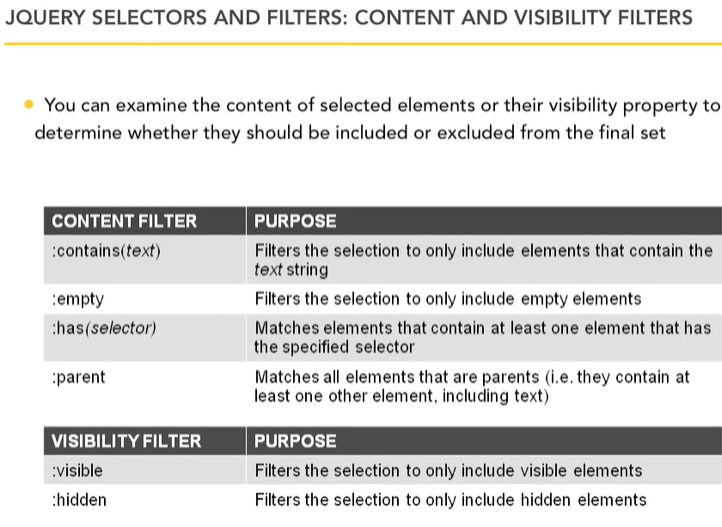 JQUERY SELECTORS AND FILTERS: CONTENT AND VISIBILITY FILTERS
You can examine the content of selected elements or their visibility property to
determine whether they should be included or excluded from the final set
CONTENT FILTER PURPOSE
:contains(text) Filters the selection to only include elements that contain the
text string
:empty Filters the selection to only include empty elements
:has(selector) Matches elements that contain at least one element that has
the specified selector
:parent Matches all elements that are parents (i.e. they contain at
least one other element, including text)
VISIBILITY FILTER PURPOSE
:visible Filters the selection to only include visible elements
:hidden Filters the selection to only include hidden elements